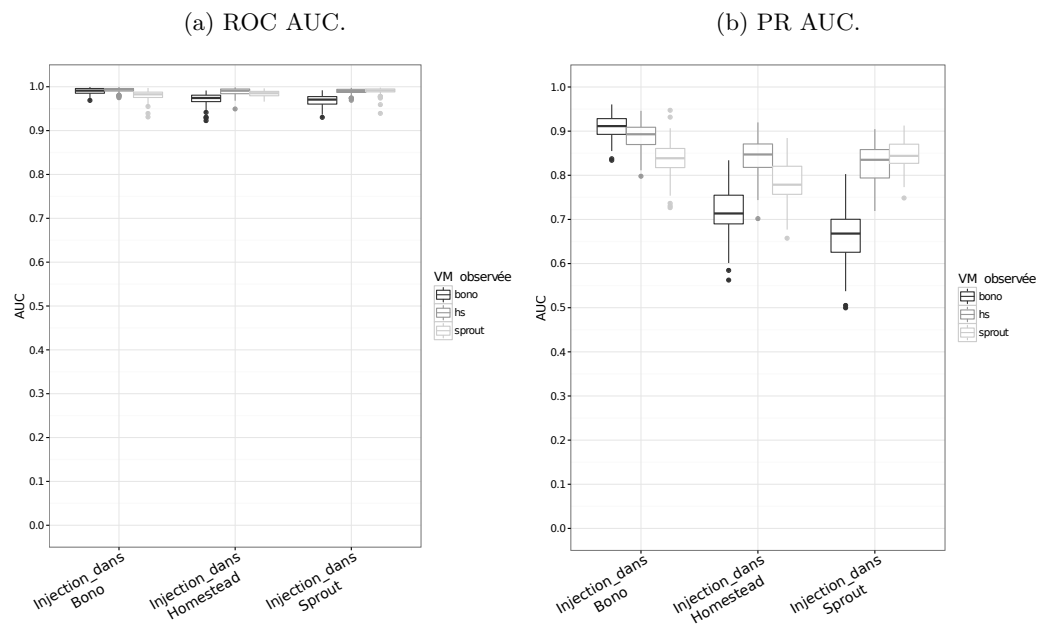 (a) ROC AUC.
1.0
0.9
0.8
0.7
0.6
0.5
0.4
0.3
0.2
0.1
0.0
AUC
Injection_dans
Bono
Injection_dans
Homestead
Injection_dans
Sprout
VM observée
bono
hs
sprout
(b) PR AUC.
1.0
0.9
0.8
0.7
0.6
0.5
0.4
0.3
0.2
0.1
0.0
AUC
Injection_dans
Bono
Injection_dans
Homestead
Injection_dans
Sprout
VM observée
bono
hs
sprout